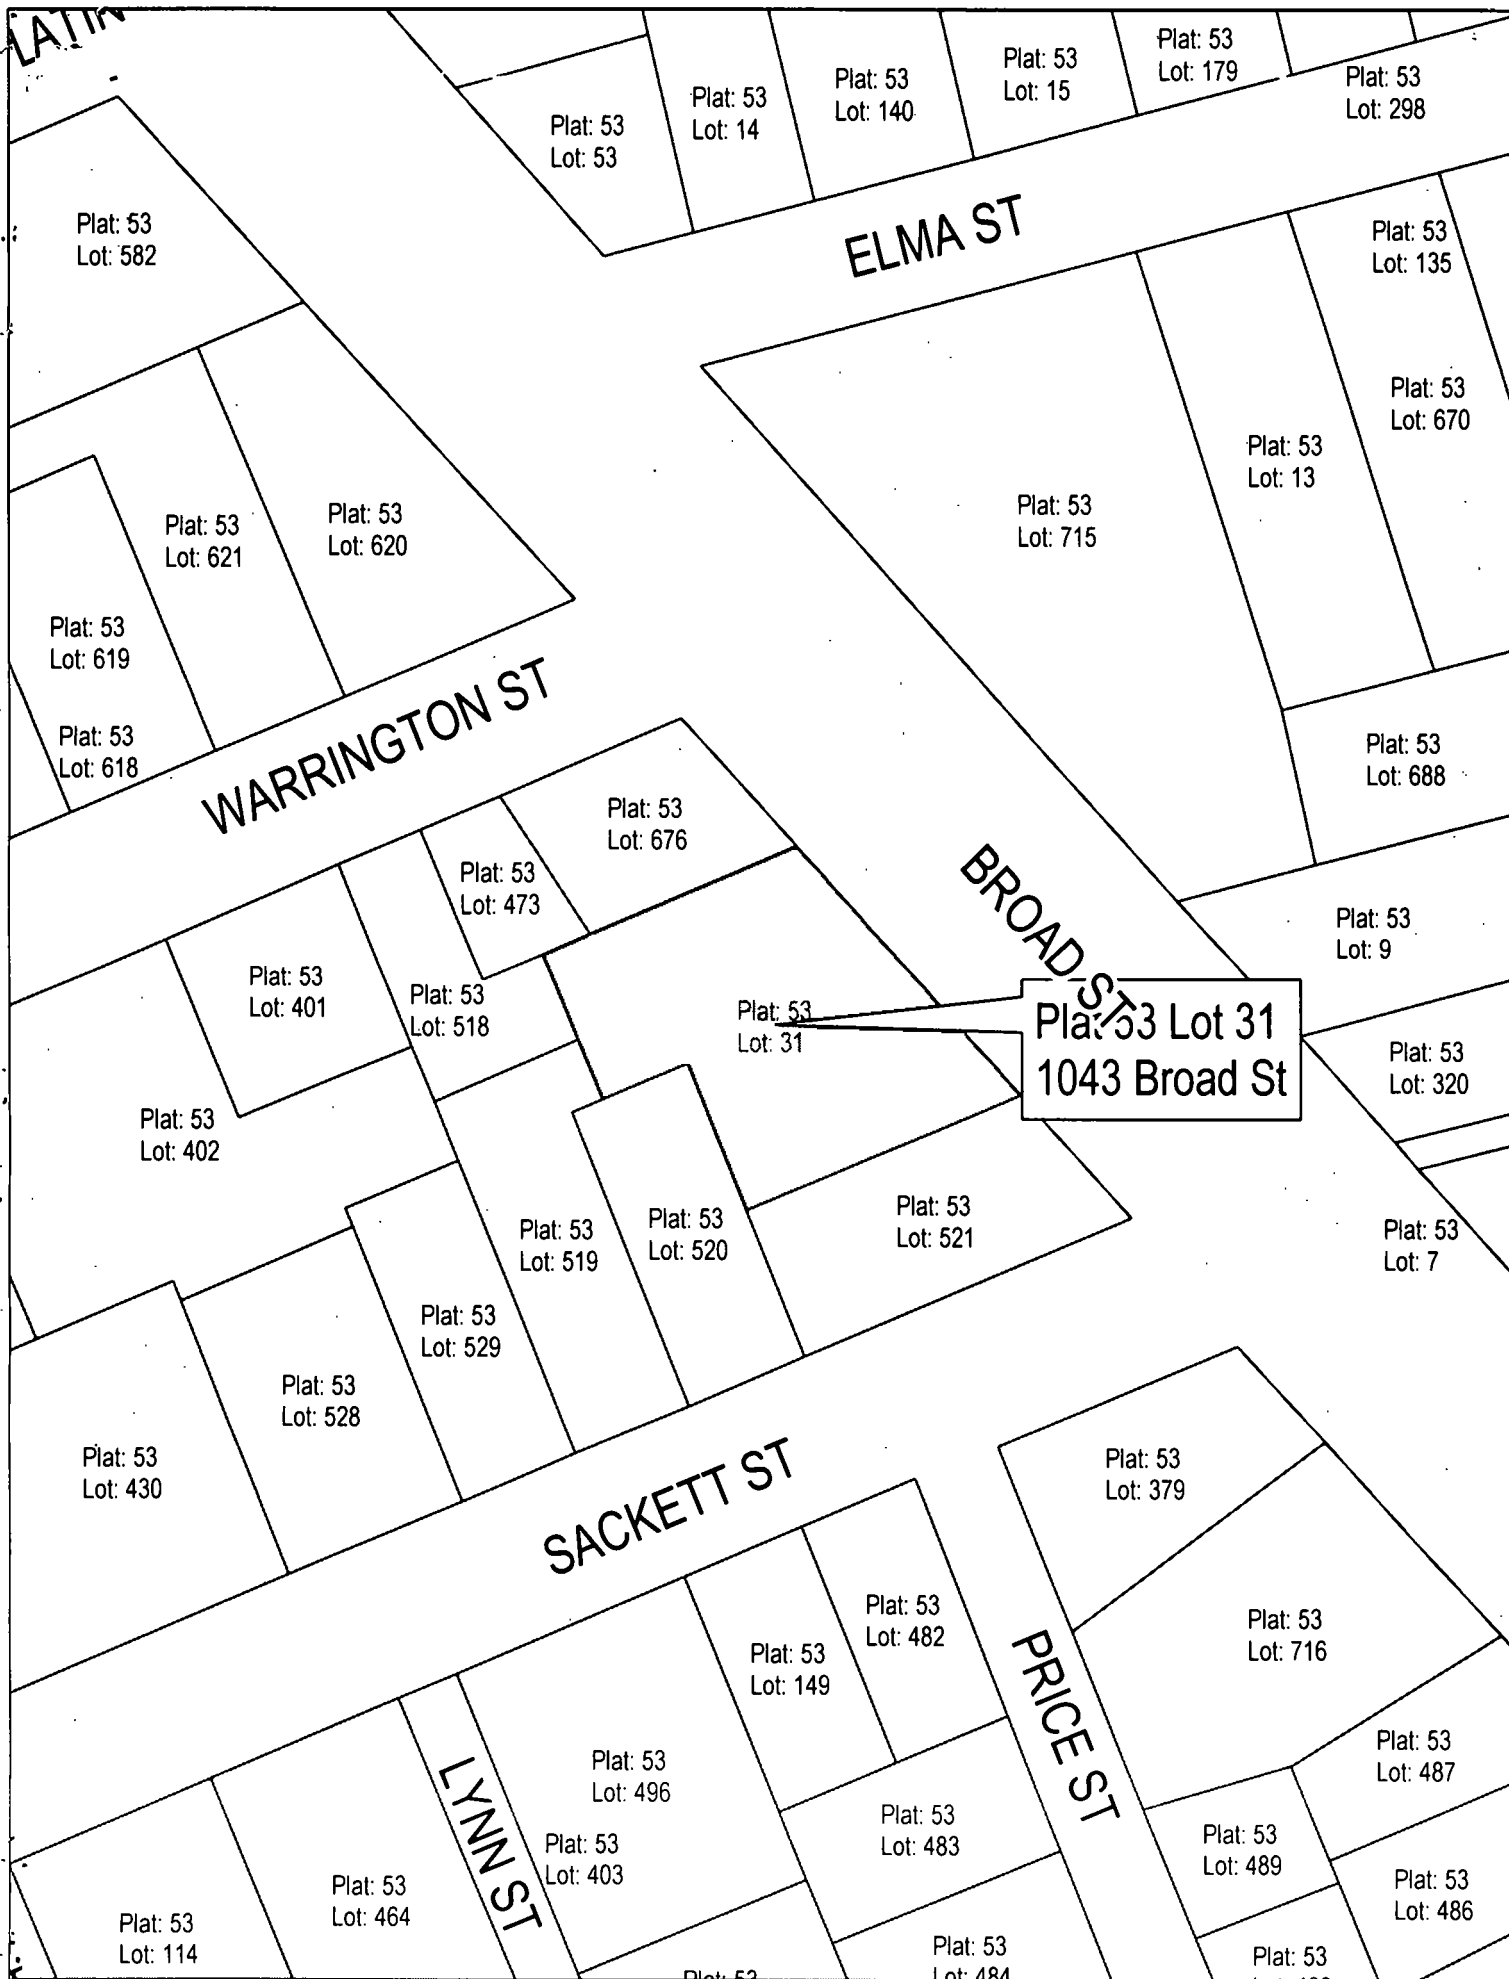 LATIN
Plat: 53
Lot: 53
Plat: 53
Lot: 14
Plat: 53
Lot: 140
Plat: 53
Lot: 15
Plat: 53
Lot: 179
Plat: 53
Lot: 298
Plat: 53
Lot: 582
ELMA ST
Plat: 53
Lot: 135
Plat: 53
Lot: 670
Plat: 53
Lot: 13
Plat: 53
Lot: 715
Plat: 53
Lot: 621
Plat: 53
Lot: 620
Plat: 53
Lot: 619
Plat: 53
Lot: 618
WARRINGTON ST
Plat: 53
Lot: 688
Plat: 53
Lot: 676
Plat: 53
Lot: 473
BROAD ST
Plat: 53
Lot: 9
Plat: 53
Lot: 401
Plat: 53
Lot: 518
Plat: 53
Lot: 31
Plat 53 Lot 31
1043 Broad St
Plat: 53
Lot: 320
Plat: 53
Lot: 402
Plat: 53
Lot: 519
Plat: 53
Lot: 520
Plat: 53
Lot: 521
Plat: 53
Lot: 7
Plat: 53
Lot: 529
Plat: 53
Lot: 528
Plat: 53
Lot: 430
SACKETT ST
Plat: 53
Lot: 379
Plat: 53
Lot: 482
Plat: 53
Lot: 149
PRICE ST
Plat: 53
Lot: 716
Plat: 53
Lot: 496
LYNN ST
Plat: 53
Lot: 487
Plat: 53
Lot: 483
Plat: 53
Lot: 403
Plat: 53
Lot: 489
Plat: 53
Lot: 464
Plat: 53
Lot: 486
Plat: 53
Lot: 114
Plat: 53
Lot: 484
Plat: 53
Plat: 53